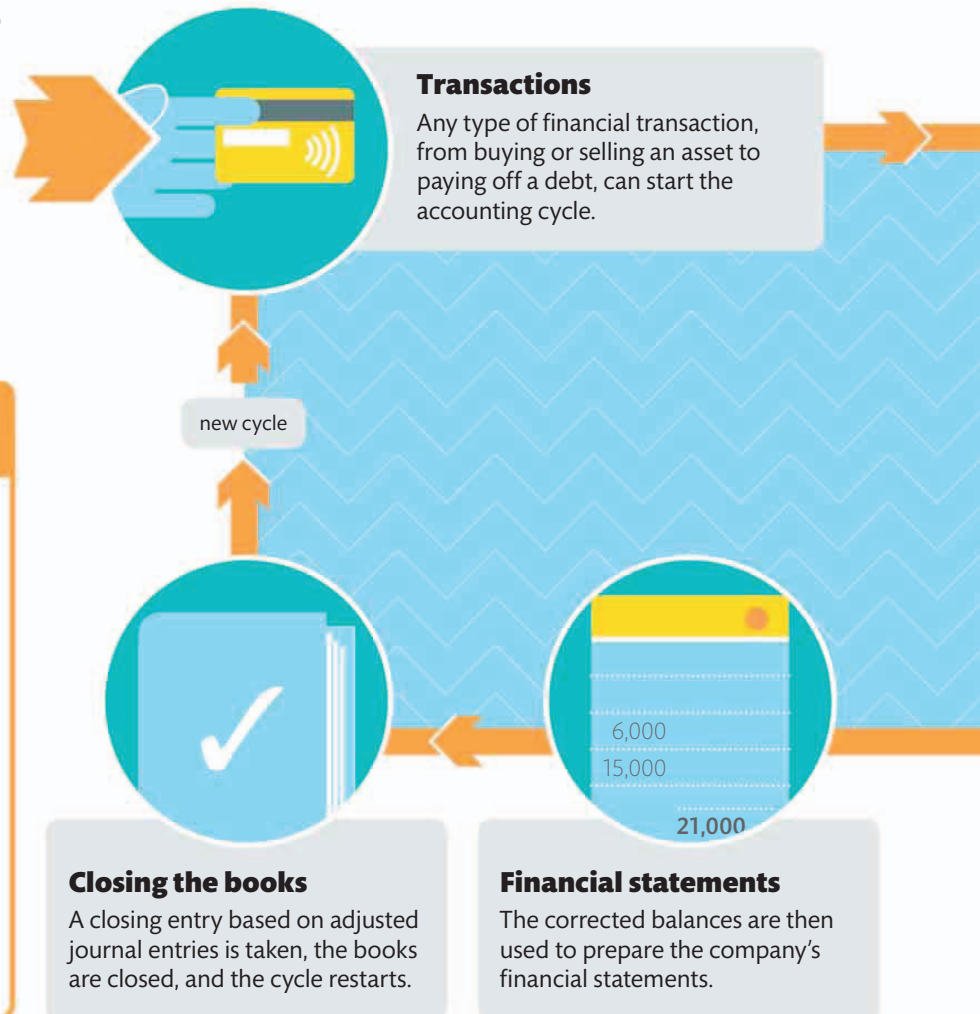 Transactions
Any type of financial transaction,
from buying or selling an asset to
paying off a debt, can start the
accounting cycle.
new cycle
6,000
15,000
21,000
Closing the books
A closing entry based on adjusted
journal entries is taken, the books
are closed, and the cycle restarts.
Financial statements
The corrected balances are then
used to prepare the company’s
financial statements.